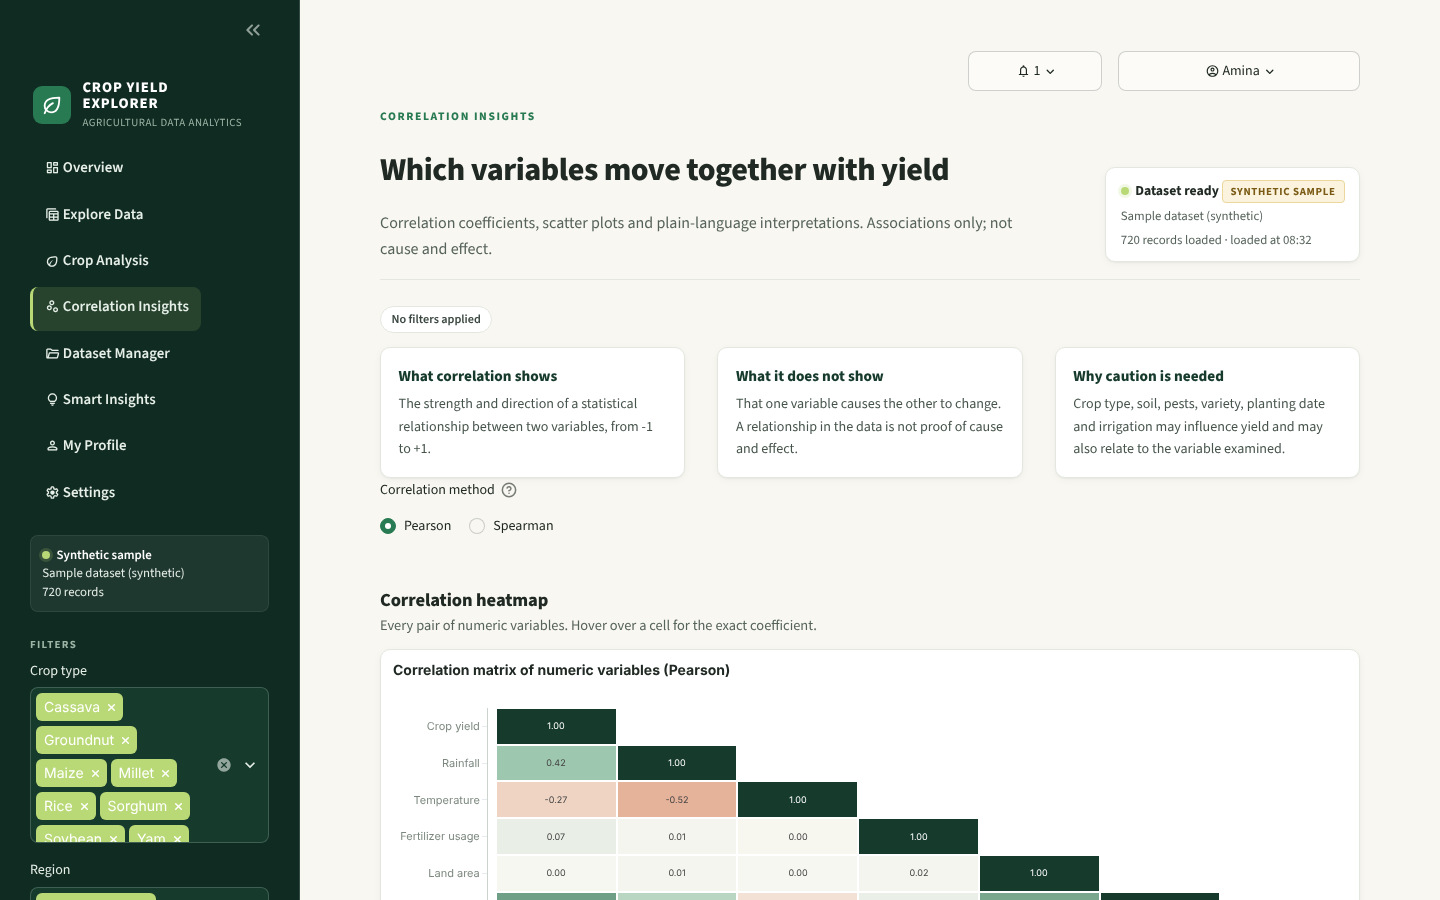 CROP YIELD
EXPLORER
AGRICULTURAL DATA ANALYTICS
Overview
Explore Data
Crop Analysis
Correlation Insights
Dataset Manager
Smart Insights
My Profile
Settings
Synthetic sample
Sample dataset (synthetic)
720 records
FILTERS
Crop type
Cassava ×
Groundnut ×
Maize × Millet ×
Rice × Sorghum ×
Soybean × Yam ×
Region
1
Amina
CORRELATION INSIGHTS
Which variables move together with yield
Correlation coefficients, scatter plots and plain-language interpretations. Associations only; not
cause and effect.
Dataset ready SYNTHETIC SAMPLE
Sample dataset (synthetic)
720 records loaded · loaded at 08:32
No filters applied
What correlation shows
The strength and direction of a statistical
relationship between two variables, from -1
to +1.
What it does not show
That one variable causes the other to change.
A relationship in the data is not proof of cause
and effect.
Why caution is needed
Crop type, soil, pests, variety, planting date
and irrigation may influence yield and may
also relate to the variable examined.
Correlation method
Pearson Spearman
Correlation heatmap
Every pair of numeric variables. Hover over a cell for the exact coefficient.
Correlation matrix of numeric variables (Pearson)
Crop yield 1.00
Rainfall 0.42 1.00
Temperature -0.27 -0.52 1.00
Fertilizer usage 0.07 0.01 0.00 1.00
Land area 0.00 0.01 0.00 0.02 1.00